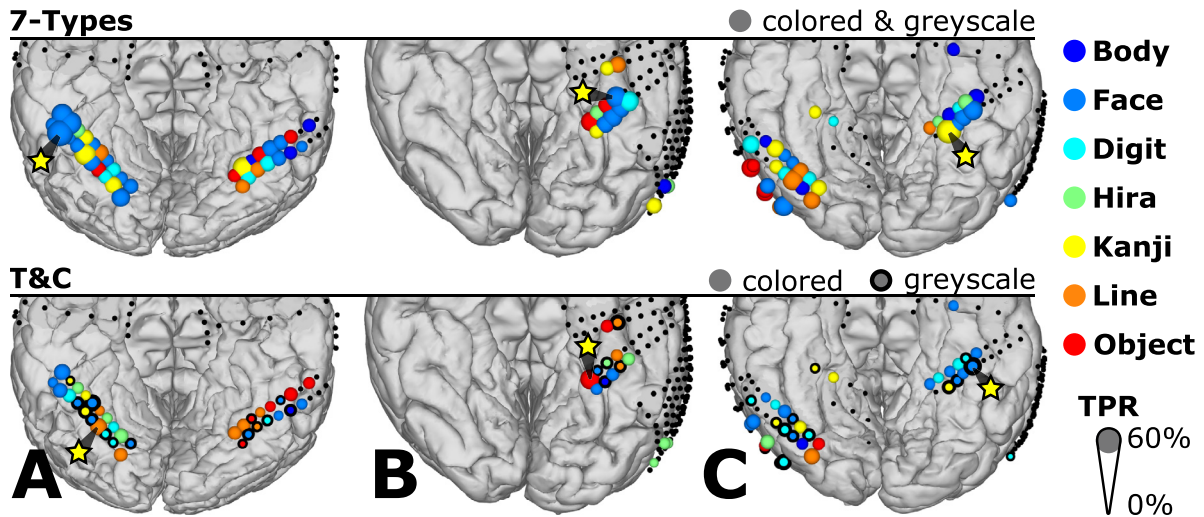 7-Types
colored & greyscale
Body
Face
Digit
Hira
Kanji
Line
Object
T&C
colored
greyscale
TPR
60%
0%
A
B
C